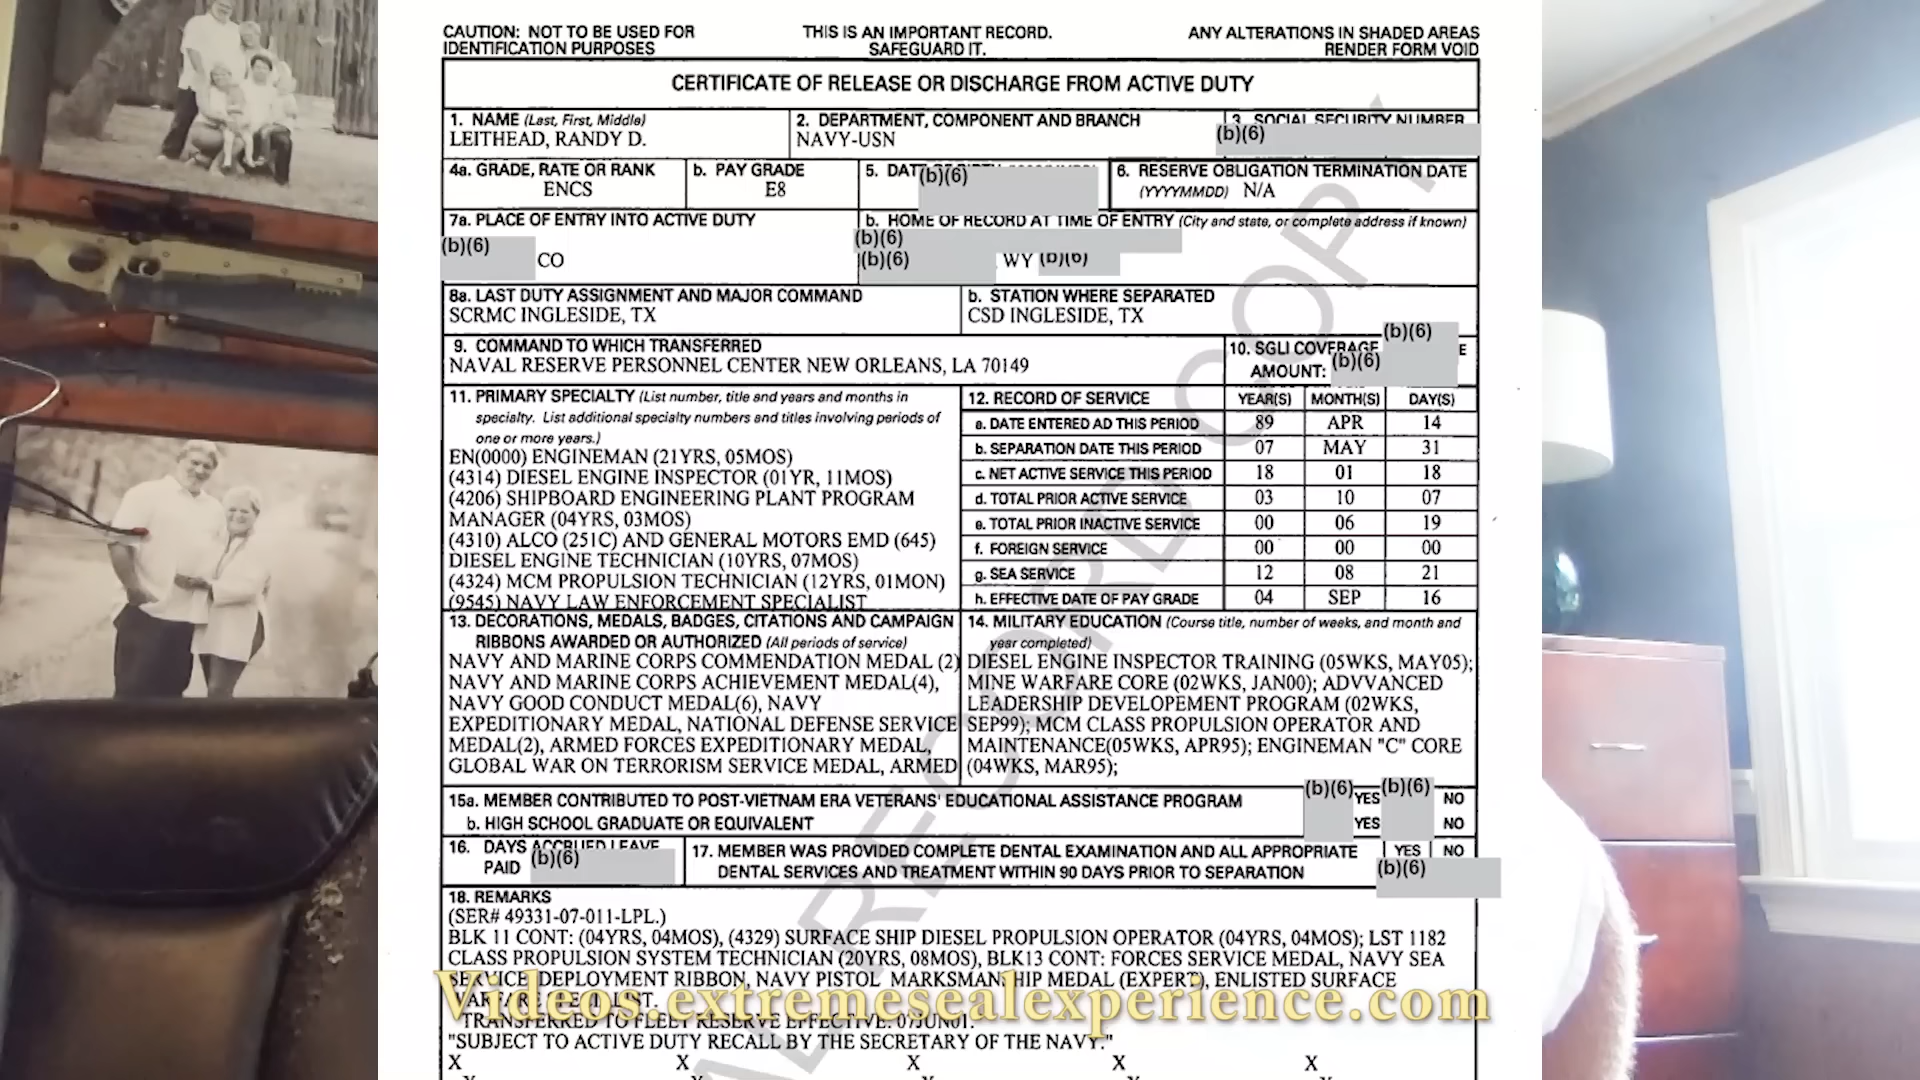 CAUTION: NOT TO BE USED FOR IDENTIFICATION PURPOSES
THIS IS AN IMPORTANT RECORD. SAFEGUARD IT.
ANY ALTERATIONS IN SHADED AREAS RENDER FORM VOID
CERTIFICATE OF RELEASE OR DISCHARGE FROM ACTIVE DUTY
1. NAME (Last, First, Middle)
LEITHEAD, RANDY D.
2. DEPARTMENT, COMPONENT AND BRANCH
NAVY-USN
3. SOCIAL SECURITY NUMBER
(b)(6)
4a. GRADE, RATE OR RANK
ENCS
b. PAY GRADE
E8
5. DAT
(b)(6)
6. RESERVE OBLIGATION TERMINATION DATE
(YYYYMMDD) N/A
7a. PLACE OF ENTRY INTO ACTIVE DUTY
(b)(6) CO
b. HOME OF RECORD AT TIME OF ENTRY (City and state, or complete address if known)
(b)(6)
(b)(6) WY (b)(6)
8a. LAST DUTY ASSIGNMENT AND MAJOR COMMAND
SCRMC INGLESIDE, TX
b. STATION WHERE SEPARATED
CSD INGLESIDE, TX
9. COMMAND TO WHICH TRANSFERRED
NAVAL RESERVE PERSONNEL CENTER NEW ORLEANS, LA 70149
10. SGLI COVERAGE (b)(6) E
AMOUNT: (b)(6)
11. PRIMARY SPECIALTY (List number, title and years and months in
specialty. List additional specialty numbers and titles involving periods of
one or more years.)
EN(0000) ENGINEMAN (21YRS, 05MOS)
(4314) DIESEL ENGINE INSPECTOR (01YR, 11MOS)
(4206) SHIPBOARD ENGINEERING PLANT PROGRAM
MANAGER (04YRS, 03MOS)
(4310) ALCO (251C) AND GENERAL MOTORS EMD (645)
DIESEL ENGINE TECHNICIAN (10YRS, 07MOS)
(4324) MCM PROPULSION TECHNICIAN (12YRS, 01MON)
(9545) NAVY LAW ENFORCEMENT SPECIALIST
12. RECORD OF SERVICE YEAR(S) MONTH(S) DAY(S)
a. DATE ENTERED AD THIS PERIOD 89 APR 14
b. SEPARATION DATE THIS PERIOD 07 MAY 31
c. NET ACTIVE SERVICE THIS PERIOD 18 01 18
d. TOTAL PRIOR ACTIVE SERVICE 03 10 07
e. TOTAL PRIOR INACTIVE SERVICE 00 06 19
f. FOREIGN SERVICE 00 00 00
g. SEA SERVICE 12 08 21
h. EFFECTIVE DATE OF PAY GRADE 04 SEP 16
13. DECORATIONS, MEDALS, BADGES, CITATIONS AND CAMPAIGN
RIBBONS AWARDED OR AUTHORIZED (All periods of service)
NAVY AND MARINE CORPS COMMENDATION MEDAL (2)
NAVY AND MARINE CORPS ACHIEVEMENT MEDAL(4),
NAVY GOOD CONDUCT MEDAL(6), NAVY
EXPEDITIONARY MEDAL, NATIONAL DEFENSE SERVICE
MEDAL(2), ARMED FORCES EXPEDITIONARY MEDAL,
GLOBAL WAR ON TERRORISM SERVICE MEDAL, ARMED
14. MILITARY EDUCATION (Course title, number of weeks, and month and
year completed)
DIESEL ENGINE INSPECTOR TRAINING (05WKS, MAY05);
MINE WARFARE CORE (02WKS, JAN00); ADVVANCED
LEADERSHIP DEVELOPEMENT PROGRAM (02WKS,
SEP99); MCM CLASS PROPULSION OPERATOR AND
MAINTENANCE(05WKS, APR95); ENGINEMAN "C" CORE
(04WKS, MAR95);
15a. MEMBER CONTRIBUTED TO POST-VIETNAM ERA VETERANS' EDUCATIONAL ASSISTANCE PROGRAM (b)(6) YES (b)(6) NO
b. HIGH SCHOOL GRADUATE OR EQUIVALENT YES NO
16. DAYS ACCRUED LEAVE
PAID (b)(6)
17. MEMBER WAS PROVIDED COMPLETE DENTAL EXAMINATION AND ALL APPROPRIATE YES NO
DENTAL SERVICES AND TREATMENT WITHIN 90 DAYS PRIOR TO SEPARATION (b)(6)
18. REMARKS
(SER# 49331-07-011-LPL.)
BLK 11 CONT: (04YRS, 04MOS), (4329) SURFACE SHIP DIESEL PROPULSION OPERATOR (04YRS, 04MOS); LST 1182
CLASS PROPULSION SYSTEM TECHNICIAN (20YRS, 08MOS), BLK13 CONT: FORCES SERVICE MEDAL, NAVY SEA
SERVICE DEPLOYMENT RIBBON, NAVY PISTOL MARKSMANSHIP MEDAL (EXPERT), ENLISTED SURFACE
WARFARE SPECIALIST.
Videos.extremesealexperience.com
TRANSFERRED TO FLEET RESERVE EFFECTIVE: 07JUN01.
"SUBJECT TO ACTIVE DUTY RECALL BY THE SECRETARY OF THE NAVY."
X X X X X
RECORD COPY